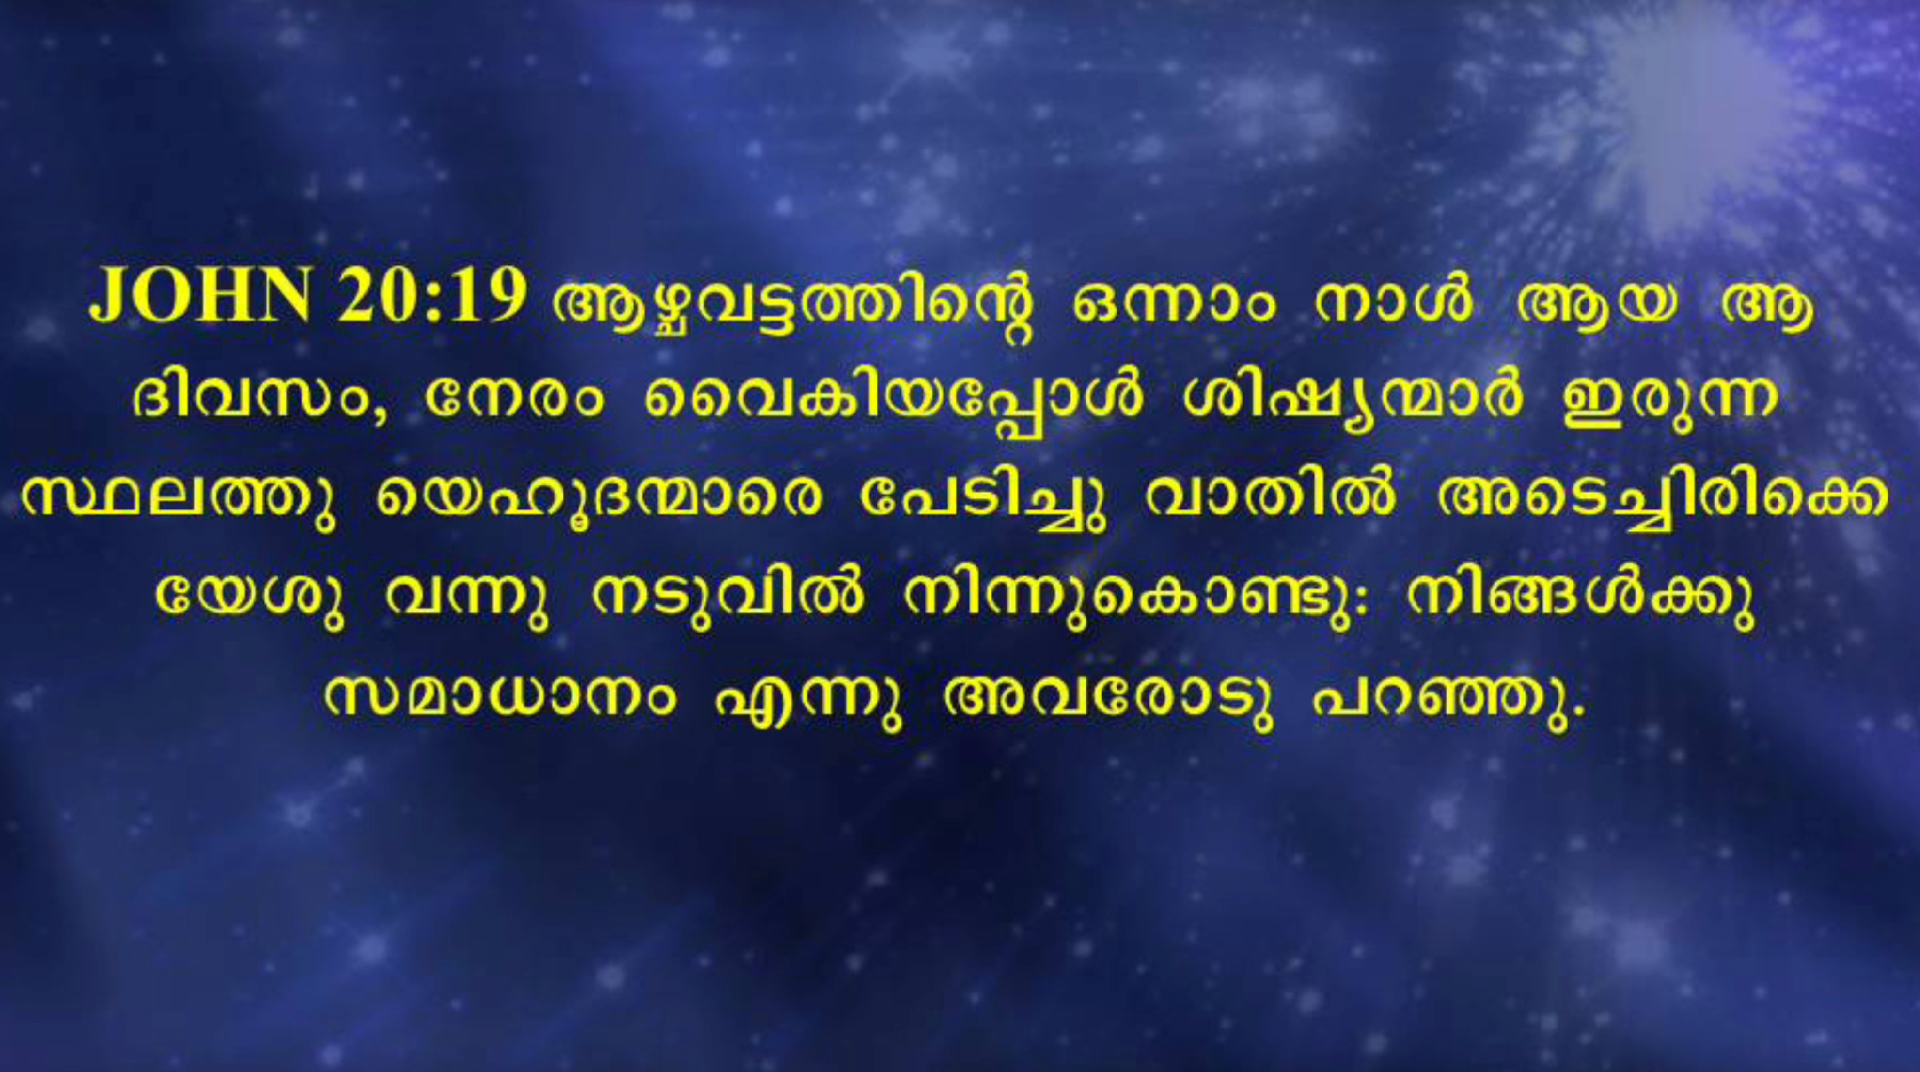 JOHN 20:19 ആഴ്ചവട്ടത്തിന്റെ ഒന്നാം നാൾ ആയ ആ
ദിവസം, നേരം വൈകിയപ്പോൾ ശിഷ്യന്മാർ ഇരുന്ന
സ്ഥലത്തു യെഹൂദന്മാരെ പേടിച്ചു വാതിൽ അടെച്ചിരിക്കെ
യേശു വന്നു നടുവിൽ നിന്നുകൊണ്ടു: നിങ്ങൾക്കു
സമാധാനം എന്നു അവരോടു പറഞ്ഞു.